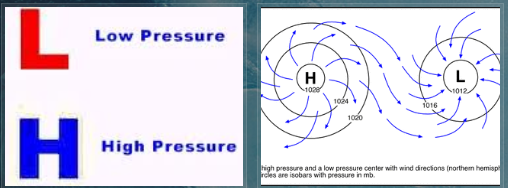 L Low Pressure
H High Pressure
H
1028
1024
1020
L
1012
1016
high pressure and a low pressure center with wind directions (northern hemisp
rcles are isobars with pressure in mb.